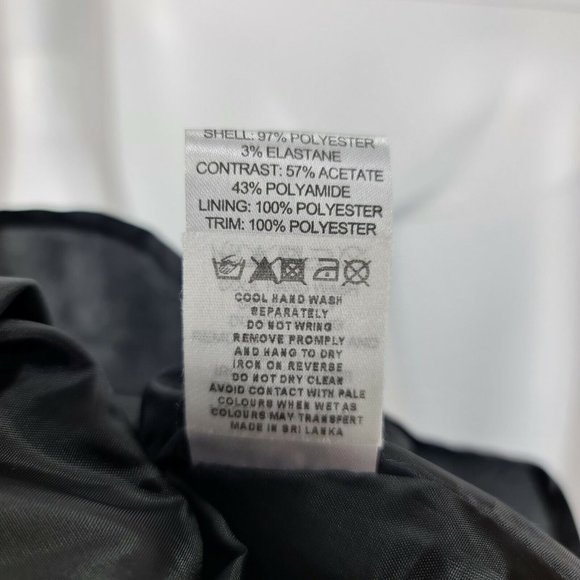 SHELL: 97% POLYESTER
3% ELASTANE
CONTRAST: 57% ACETATE
43% POLYAMIDE
LINING: 100% POLYESTER
TRIM: 100% POLYESTER
COOL HAND WASH
SEPARATELY
DO NOT WRING
REMOVE PROMPLY
AND HANG TO DRY
IRON ON REVERSE
DO NOT DRY CLEAN
AVOID CONTACT WITH PALE
COLOURS WHEN WET AS
COLOURS MAY TRANSFERT
MADE IN SRI LANKA